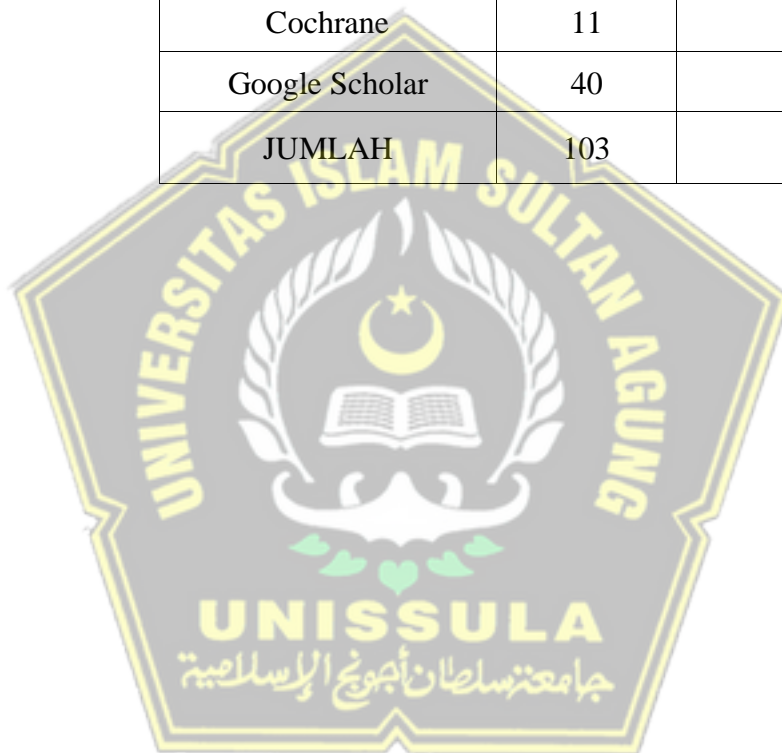 Cochrane 11
Google Scholar 40
JUMLAH 103
UNIVERSITAS ISLAM SULTAN AGUNG
UNISSULA
جامعة سلطان أجونج الإسلامية